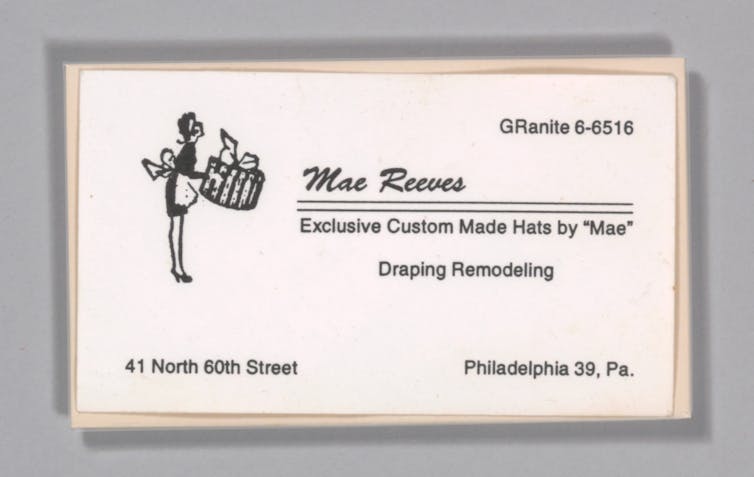 GRanite 6-6516
Mae Reeves
Exclusive Custom Made Hats by “Mae”
Draping Remodeling
41 North 60th Street Philadelphia 39, Pa.